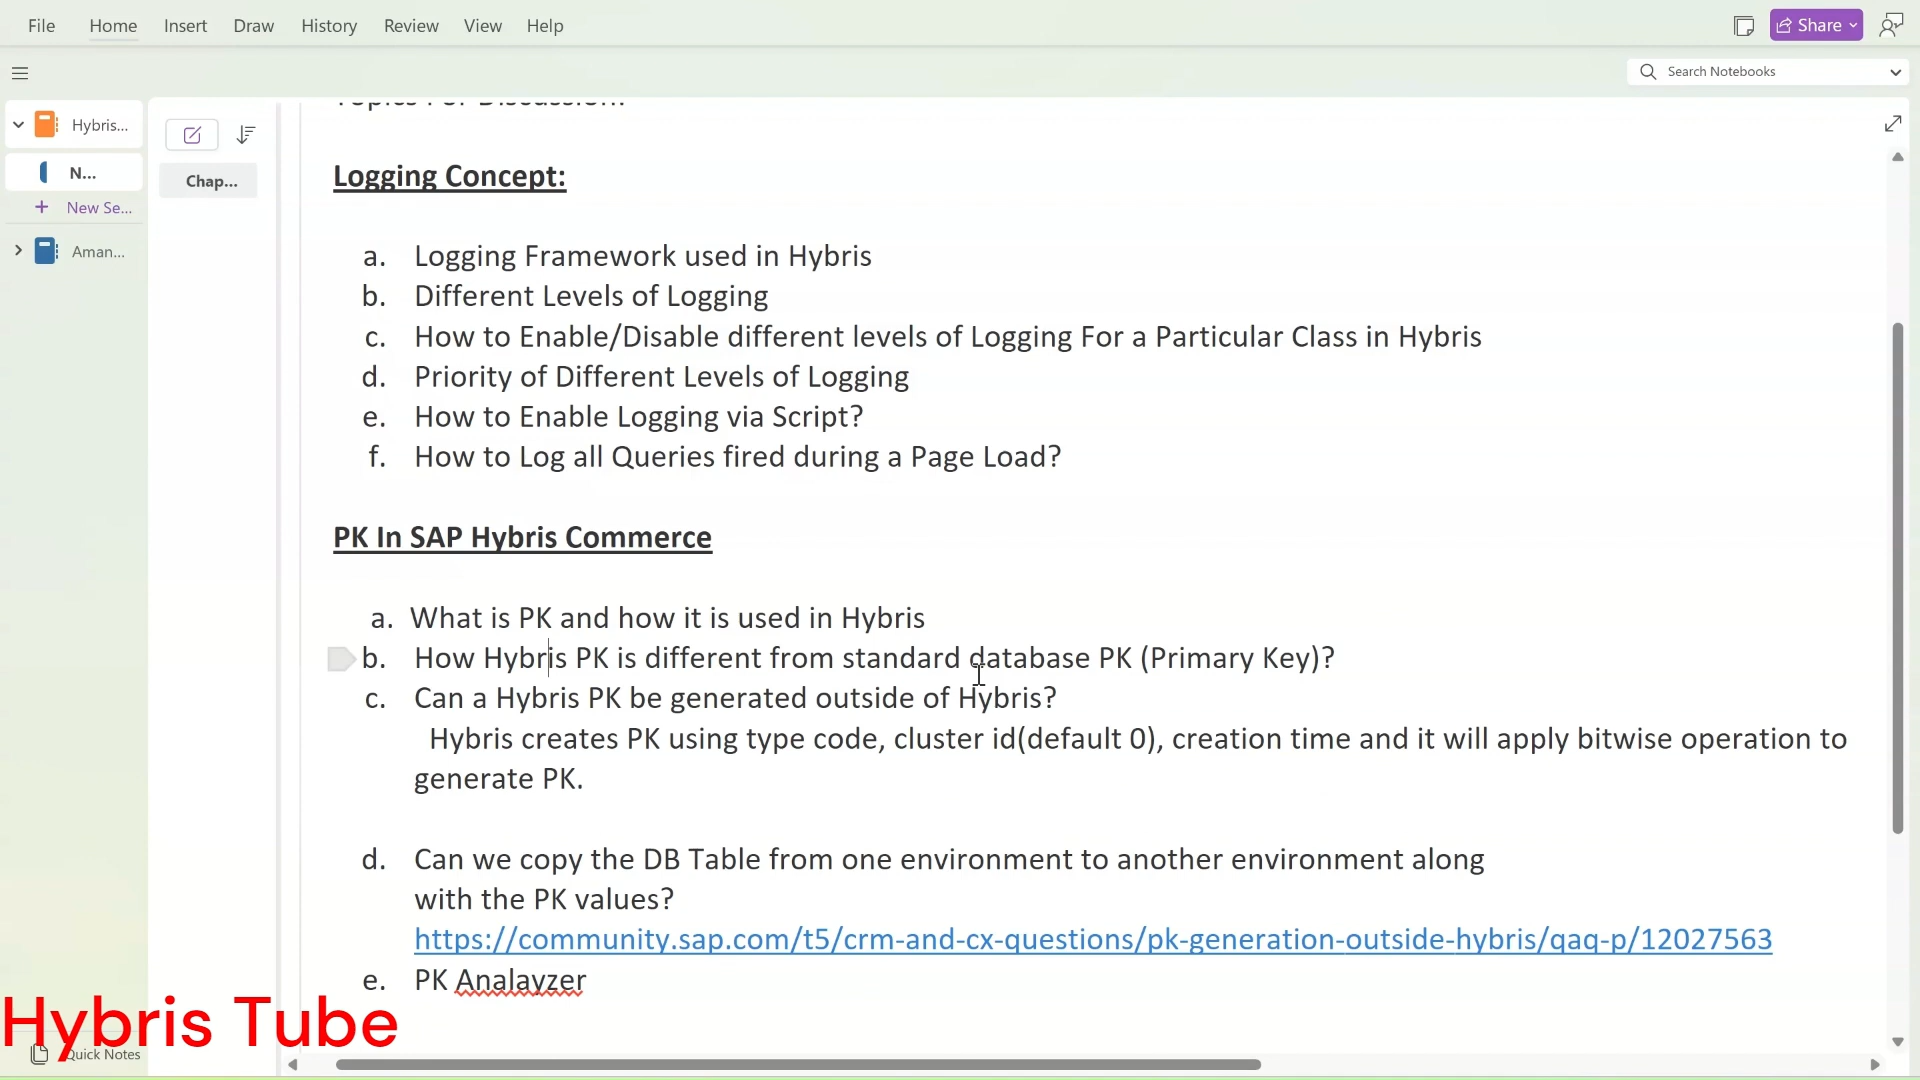 File Home Insert Draw History Review View Help
Share
Search Notebooks
Hybris...
N...
New Se...
Aman...
Chap...
Topics For Discussion:
Logging Concept:
a. Logging Framework used in Hybris
b. Different Levels of Logging
c. How to Enable/Disable different levels of Logging For a Particular Class in Hybris
d. Priority of Different Levels of Logging
e. How to Enable Logging via Script?
f. How to Log all Queries fired during a Page Load?
PK In SAP Hybris Commerce
a. What is PK and how it is used in Hybris
b. How Hybris PK is different from standard database PK (Primary Key)?
c. Can a Hybris PK be generated outside of Hybris?
Hybris creates PK using type code, cluster id(default 0), creation time and it will apply bitwise operation to
generate PK.
d. Can we copy the DB Table from one environment to another environment along
with the PK values?
https://community.sap.com/t5/crm-and-cx-questions/pk-generation-outside-hybris/qaq-p/12027563
e. PK Analayzer
Hybris Tube
Quick Notes